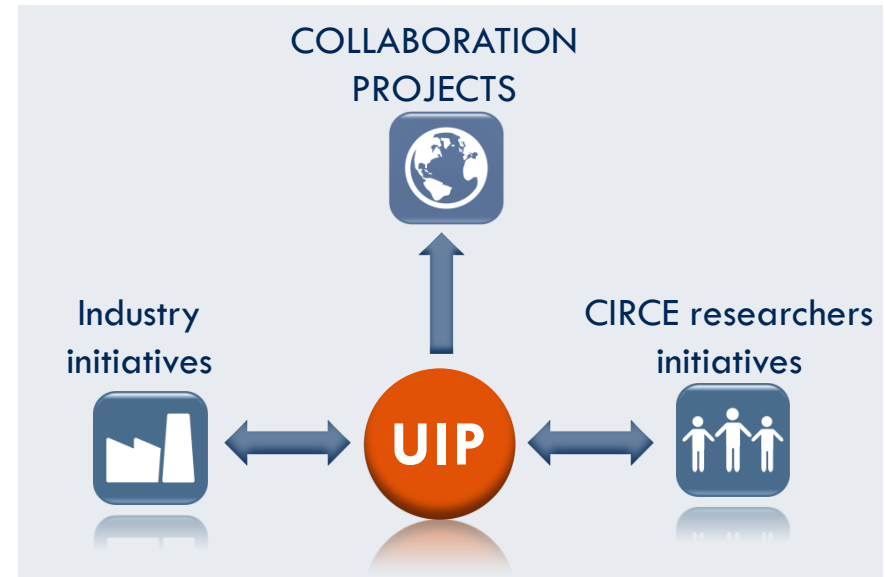 COLLABORATION
PROJECTS
Industry
initiatives
CIRCE researchers
initiatives
UIP